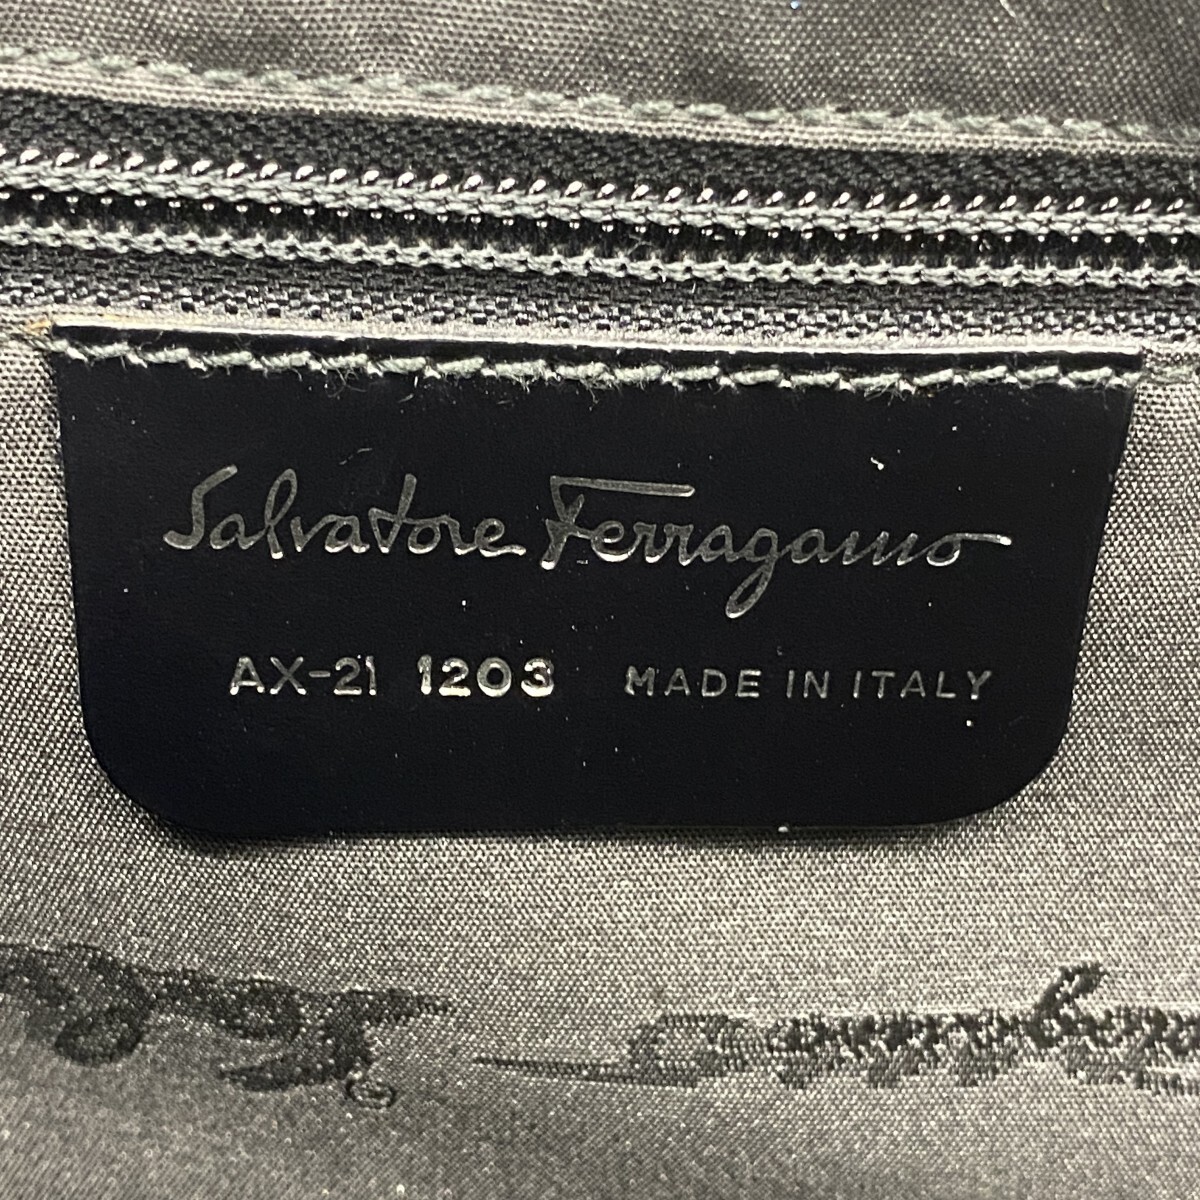 Salvatore Ferragamo
AX-21 1203 MADE IN ITALY